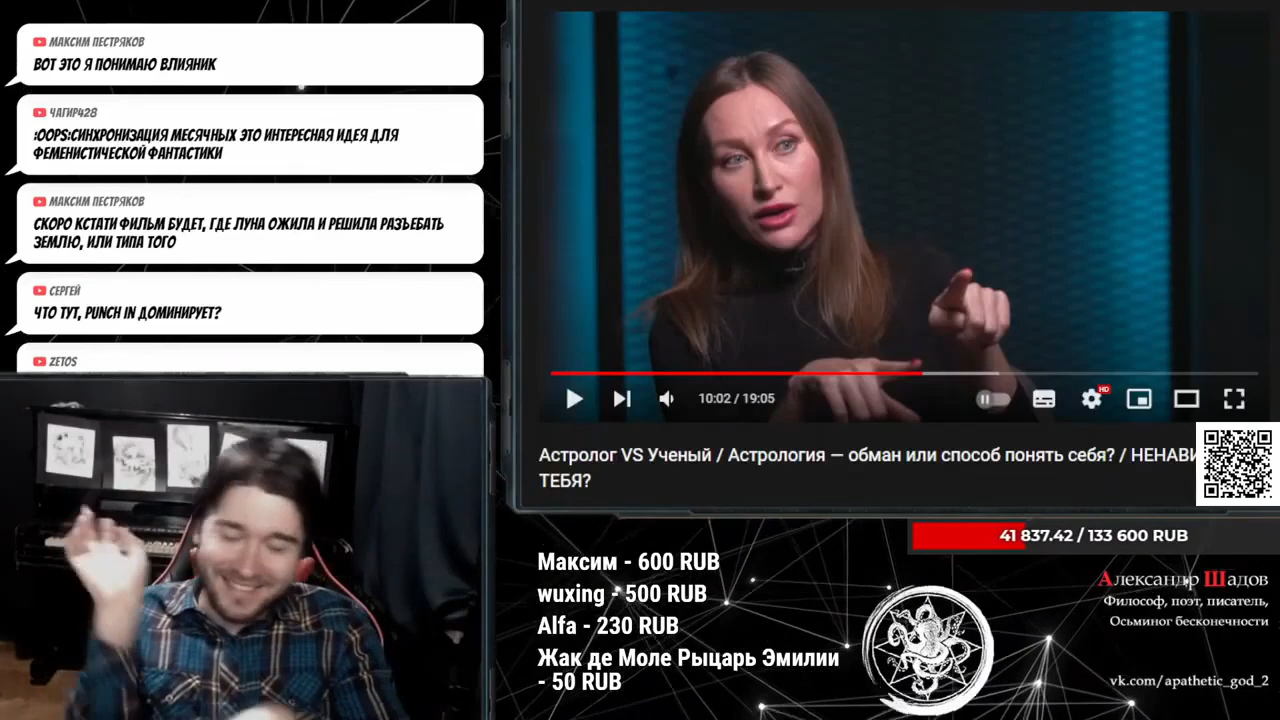 МАКСИМ ПЕСТРЯКОВ
ВОТ ЭТО Я ПОНИМАЮ ВЛИЯНИК
ЧАГИР428
:OOPS:СИНХРОНИЗАЦИЯ МЕСЯЧНЫХ ЭТО ИНТЕРЕСНАЯ ИДЕЯ ДЛЯ
ФЕМЕНИСТИЧЕСКОЙ ФАНТАСТИКИ
МАКСИМ ПЕСТРЯКОВ
СКОРО КСТАТИ ФИЛЬМ БУДЕТ, ГДЕ ЛУНА ОЖИЛА И РЕШИЛА РАЗЪЕБАТЬ
ЗЕМЛЮ, ИЛИ ТИПА ТОГО
СЕРГЕЙ
ЧТО ТУТ, PUNCH IN ДОМИНИРУЕТ?
ZETOS
10:02 / 19:05
HD
Астролог VS Ученый / Астрология — обман или способ понять себя? / НЕНАВИ
ТЕБЯ?
41 837.42 / 133 600 RUB
Максим - 600 RUB
wuxing - 500 RUB
Alfa - 230 RUB
Жак де Моле Рыцарь Эмилии
- 50 RUB
Александр Шадов
Философ, поэт, писатель,
Осьминог бесконечности
vk.com/apathetic_god_2